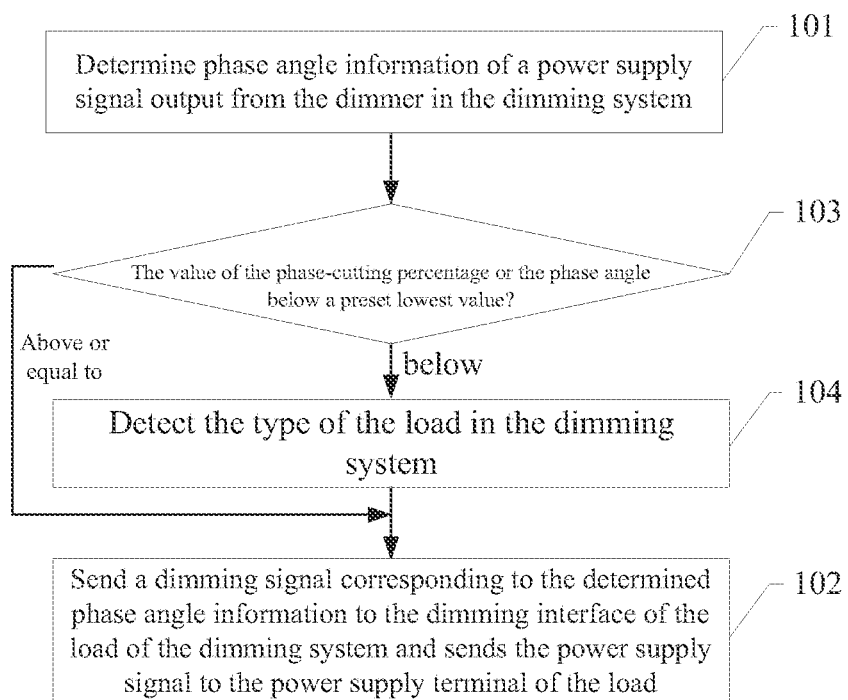 101
Determine phase angle information of a power supply
signal output from the dimmer in the dimming system
103
The value of the phase-cutting percentage or the phase angle
below a preset lowest value?
Above or
equal to
below
104
Detect the type of the load in the dimming
system
102
Send a dimming signal corresponding to the determined
phase angle information to the dimming interface of the
load of the dimming system and sends the power supply
signal to the power supply terminal of the load